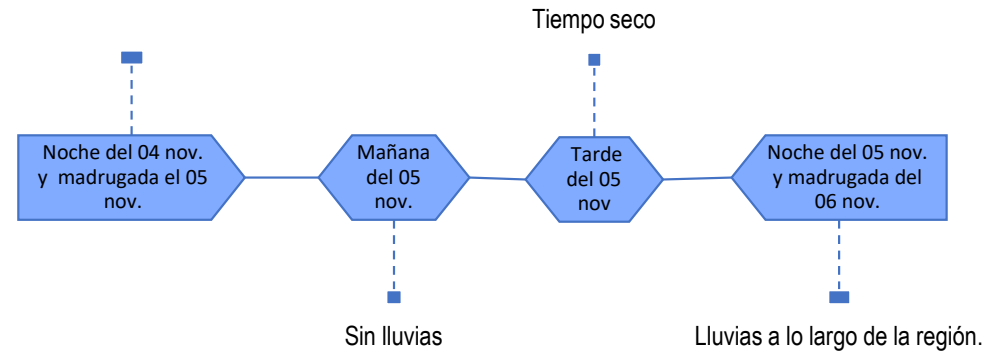 Tiempo seco
Noche del 04 nov.
y madrugada el 05
nov.
Mañana
del 05
nov.
Tarde
del 05
nov
Noche del 05 nov.
y madrugada del
06 nov.
Sin lluvias
Lluvias a lo largo de la región.